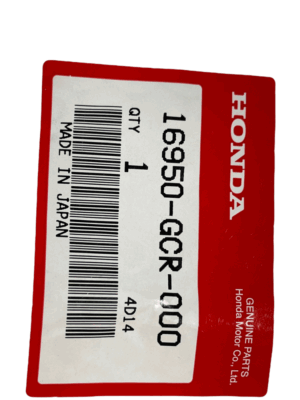 HONDA
GENUINE PARTS
Honda Motor Co., Ltd.
16950-GCR-000
QTY 1
4D14
MADE IN JAPAN